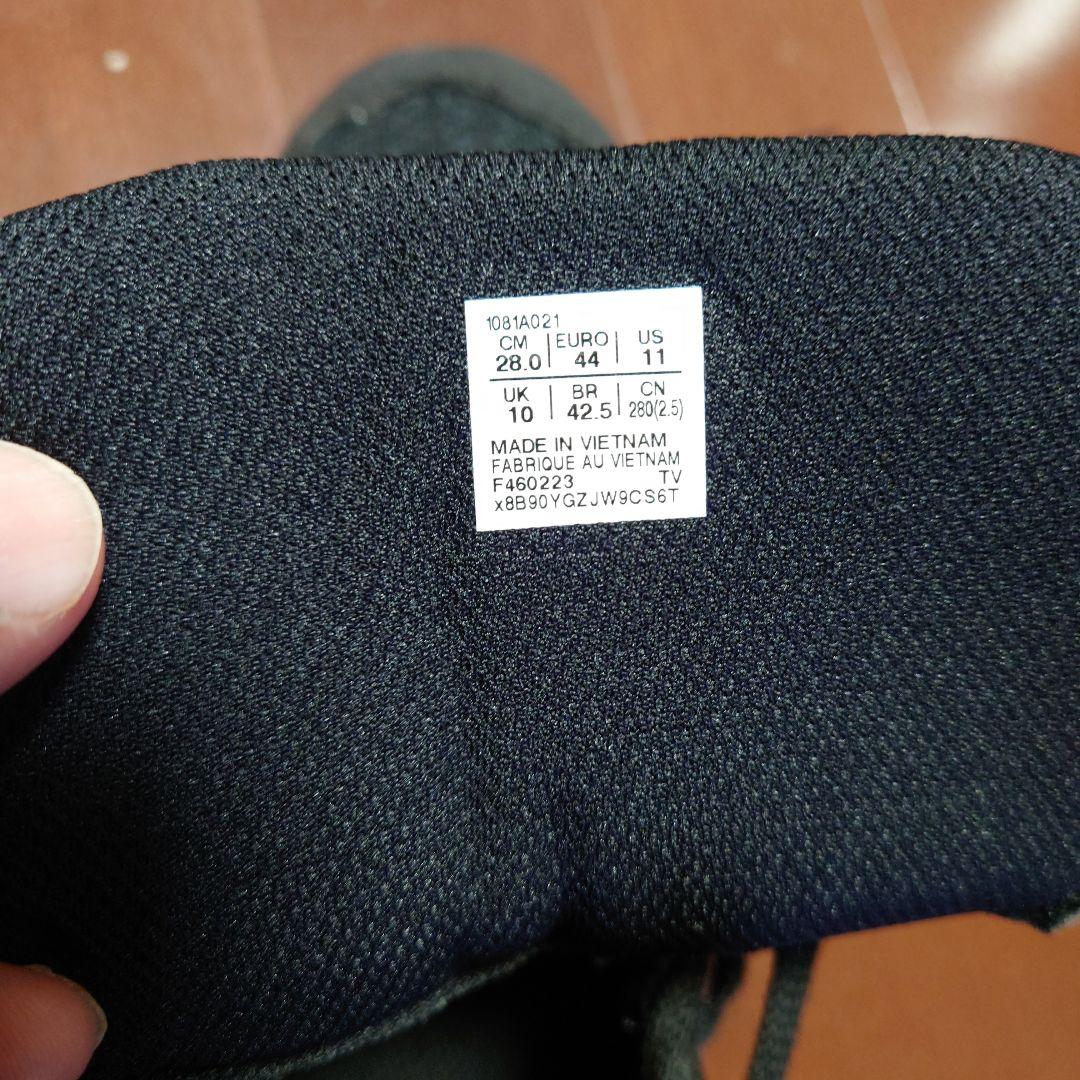 1081A021
CM | EURO | US
28.0 | 44 | 11
UK | BR | CN
10 | 42.5 | 280(2.5)
MADE IN VIETNAM
FABRIQUE AU VIETNAM
F460223 TV
x8B90YGZJW9CS6T